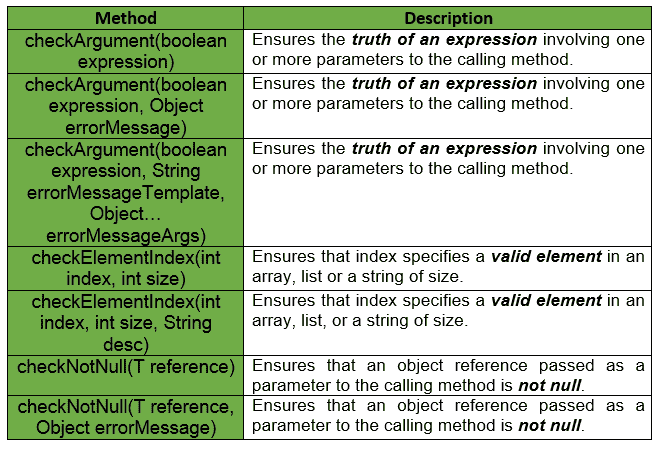 Method
Description
checkArgument(boolean
expression)
Ensures the truth of an expression involving one
or more parameters to the calling method.
checkArgument(boolean
expression, Object
errorMessage)
Ensures the truth of an expression involving one
or more parameters to the calling method.
checkArgument(boolean
expression, String
errorMessageTemplate,
Object…
errorMessageArgs)
Ensures the truth of an expression involving one
or more parameters to the calling method.
checkElementIndex(int
index, int size)
Ensures that index specifies a valid element in an
array, list or a string of size.
checkElementIndex(int
index, int size, String
desc)
Ensures that index specifies a valid element in an
array, list, or a string of size.
checkNotNull(T reference)
Ensures that an object reference passed as a
parameter to the calling method is not null.
checkNotNull(T reference,
Object errorMessage)
Ensures that an object reference passed as a
parameter to the calling method is not null.